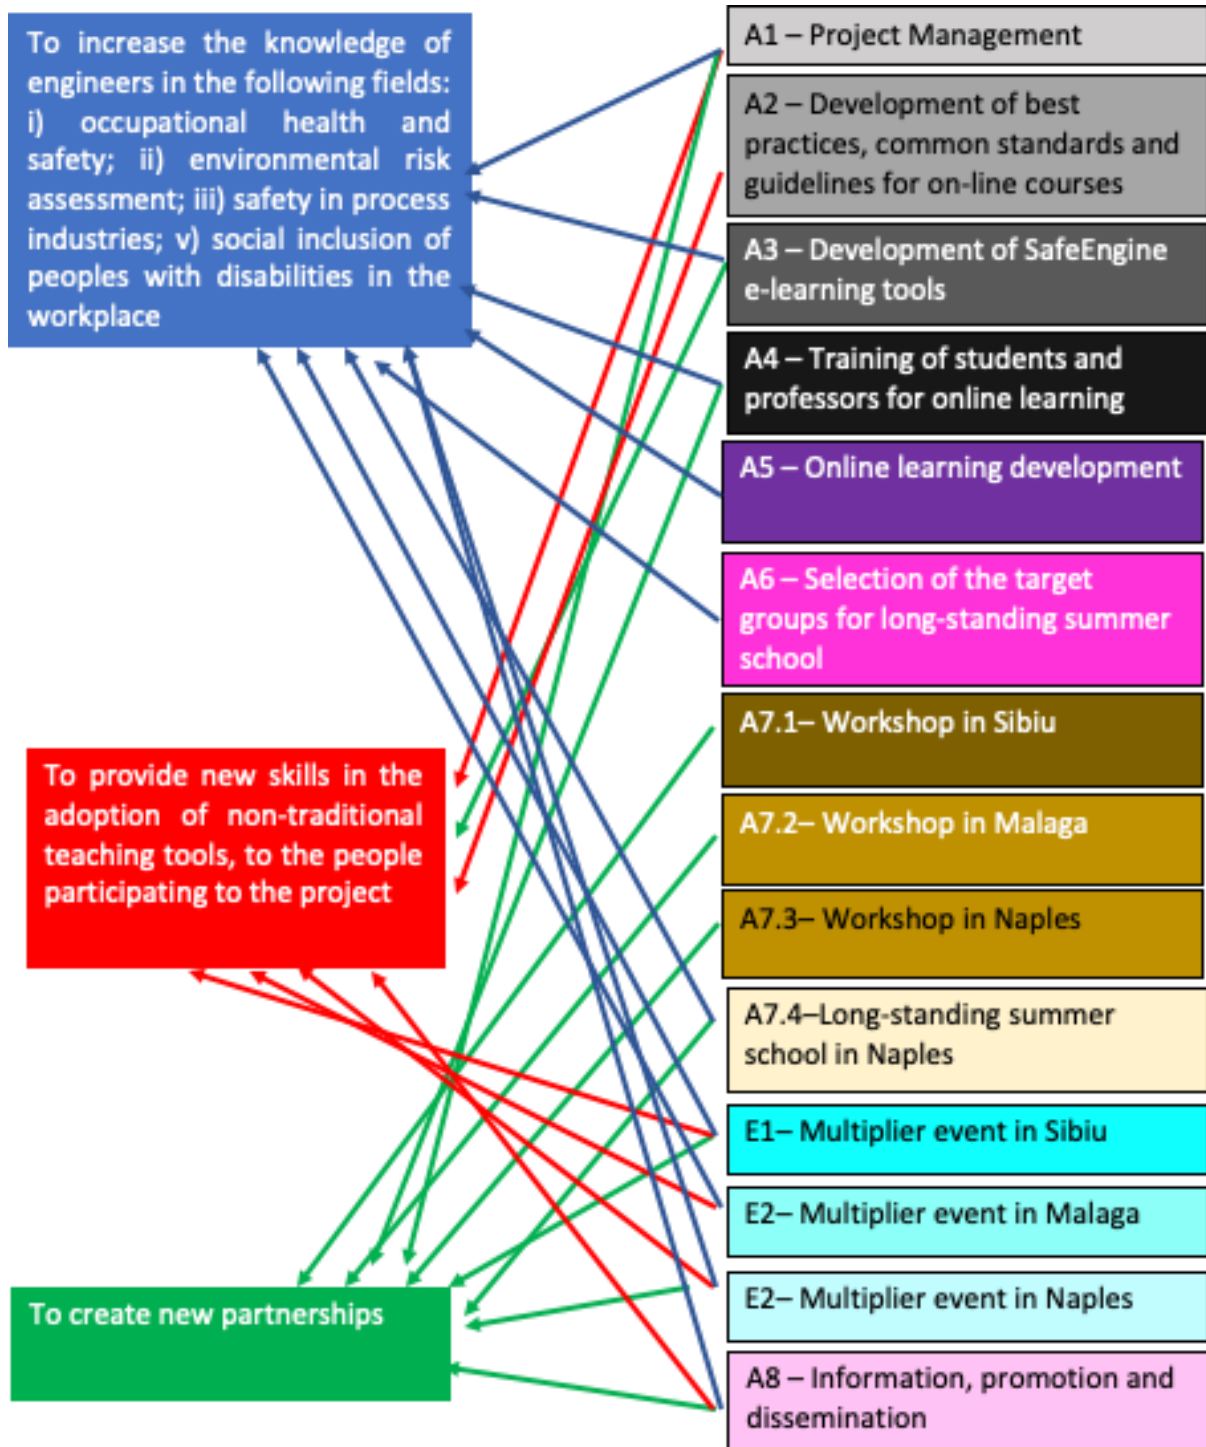 To increase the knowledge of
engineers in the following fields:
i) occupational health and
safety; ii) environmental risk
assessment; iii) safety in process
industries; v) social inclusion of
peoples with disabilities in the
workplace
To provide new skills in the
adoption of non-traditional
teaching tools, to the people
participating to the project
To create new partnerships
A1 – Project Management
A2 – Development of best
practices, common standards and
guidelines for on-line courses
A3 – Development of SafeEngine
e-learning tools
A4 – Training of students and
professors for online learning
A5 – Online learning development
A6 – Selection of the target
groups for long-standing summer
school
A7.1– Workshop in Sibiu
A7.2– Workshop in Malaga
A7.3– Workshop in Naples
A7.4–Long-standing summer
school in Naples
E1– Multiplier event in Sibiu
E2– Multiplier event in Malaga
E2– Multiplier event in Naples
A8 – Information, promotion and
dissemination